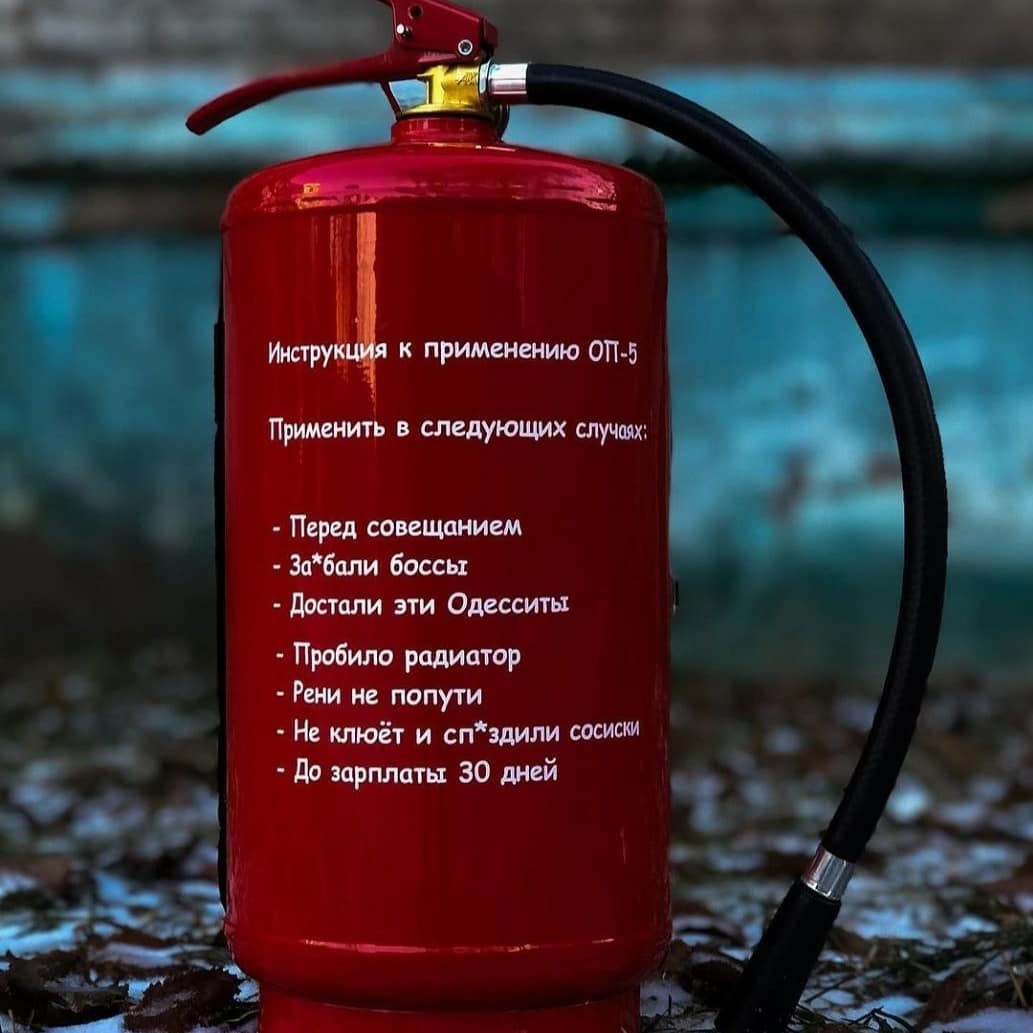 Инструкция к применению ОП-5
Применить в следующих случаях:
- Перед совещанием
- За*бали боссы
- Достали эти Одесситы
- Пробило радиатор
- Рени не попути
- Не клюёт и сп*здили сосиски
- До зарплаты 30 дней